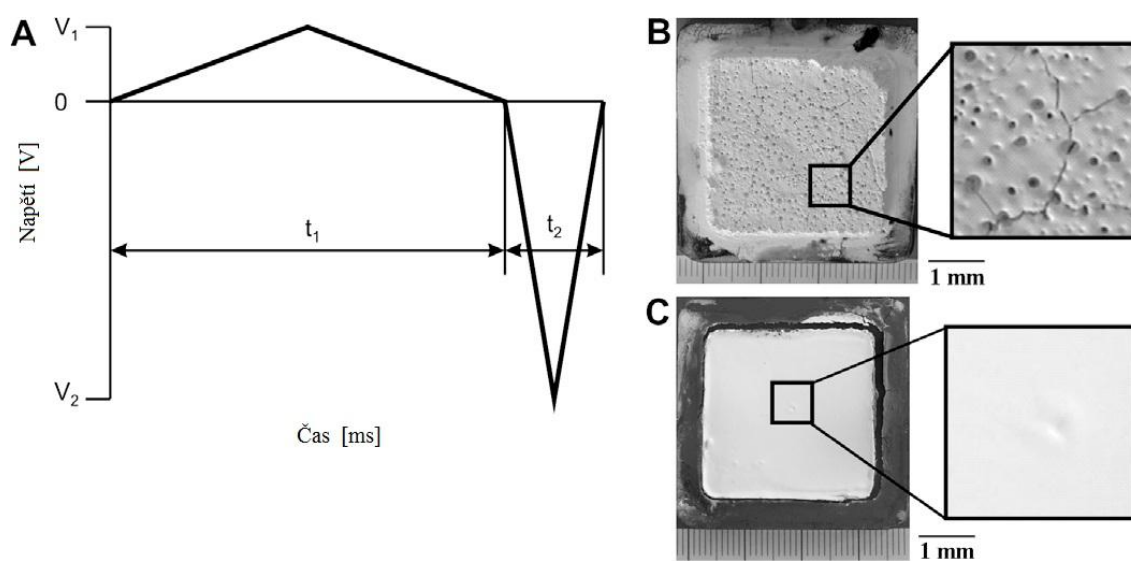 A
V₁
0
V₂
Napětí [V]
t₁
t₂
Čas [ms]
B
1 mm
C
1 mm